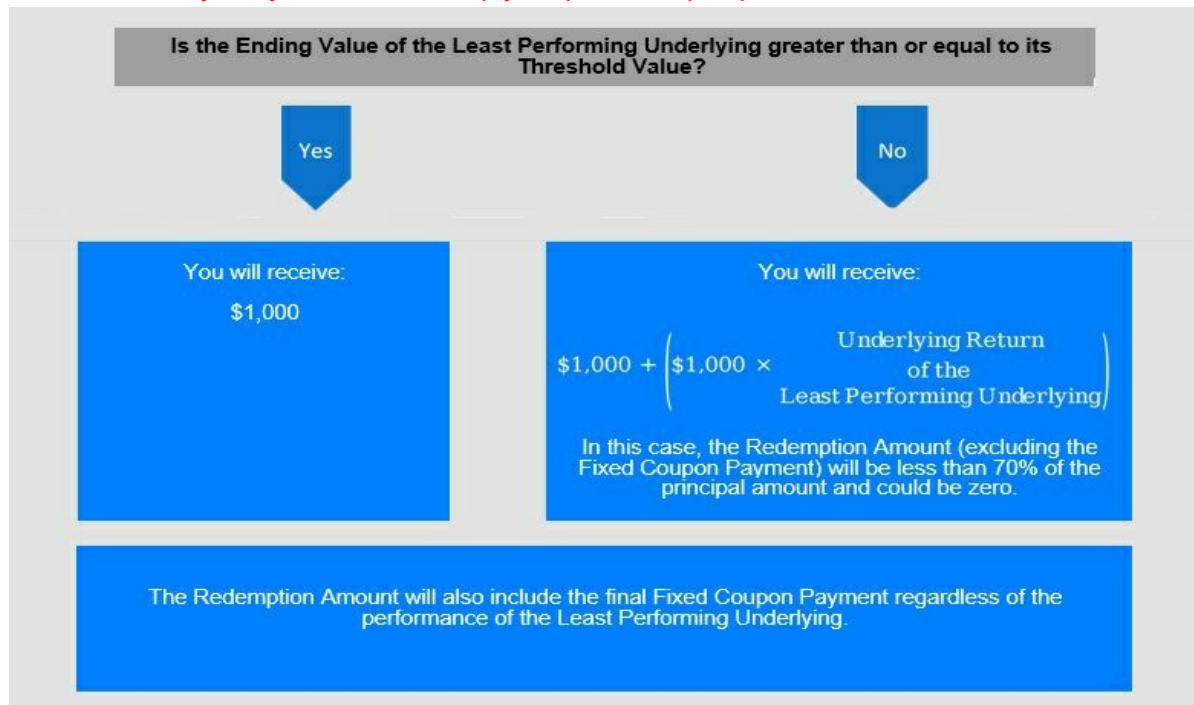 Is the Ending Value of the Least Performing Underlying greater than or equal to its
Threshold Value?
Yes
No
You will receive:
$1,000
You will receive:
$1,000 + ($1,000 × Underlying Return
of the
Least Performing Underlying)
In this case, the Redemption Amount (excluding the
Fixed Coupon Payment) will be less than 70% of the
principal amount and could be zero.
The Redemption Amount will also include the final Fixed Coupon Payment regardless of the
performance of the Least Performing Underlying.